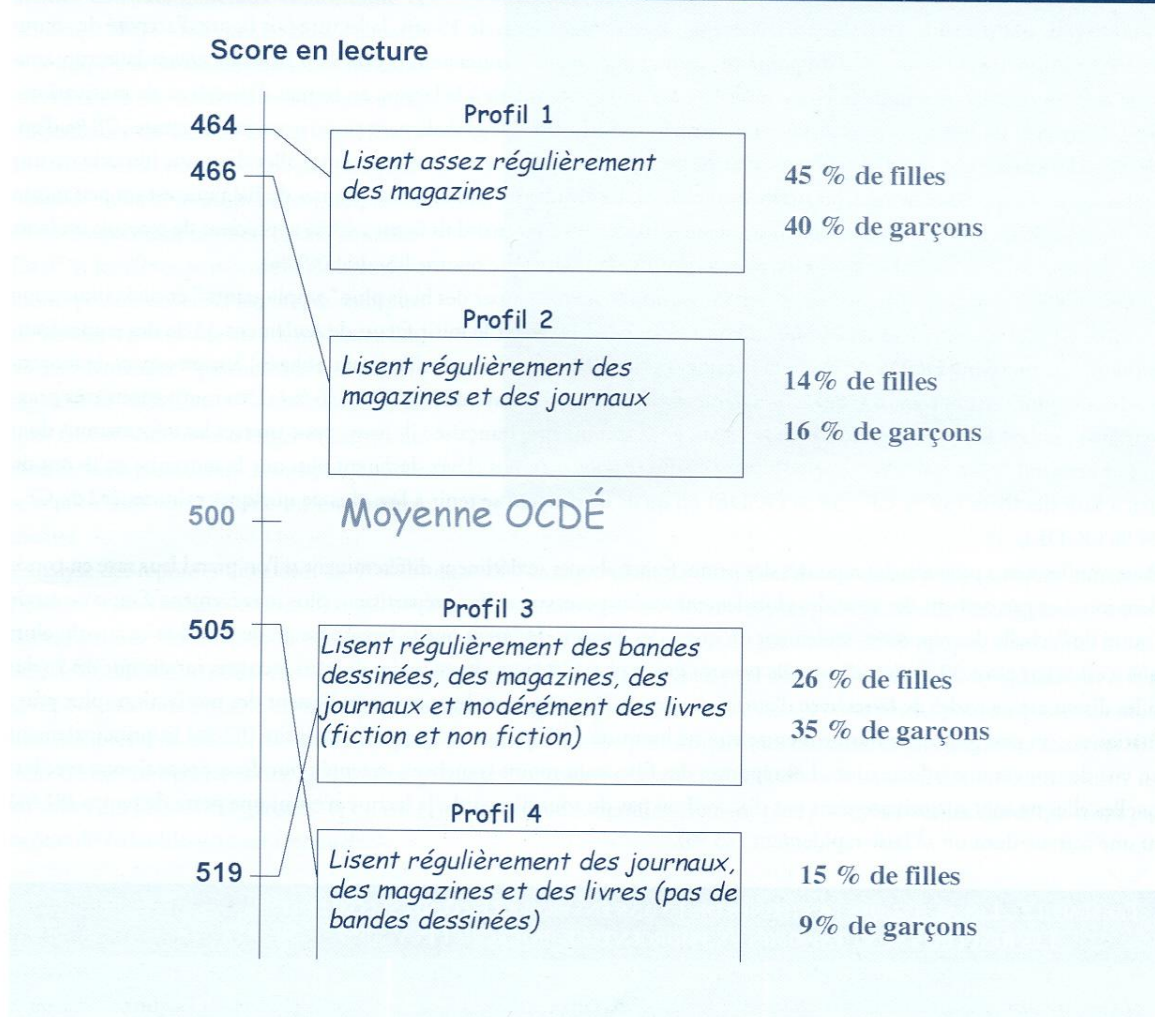 Score en lecture
464
Profil 1
Lisent assez régulièrement
des magazines
466
45 % de filles
40 % de garçons
Profil 2
Lisent régulièrement des
magazines et des journaux
14% de filles
16 % de garçons
500
Moyenne OCDÉ
Profil 3
505
Lisent régulièrement des bandes
dessinées, des magazines, des
journaux et modérément des livres
(fiction et non fiction)
26 % de filles
35 % de garçons
Profil 4
519
Lisent régulièrement des journaux,
des magazines et des livres (pas de
bandes dessinées)
15 % de filles
9% de garçons